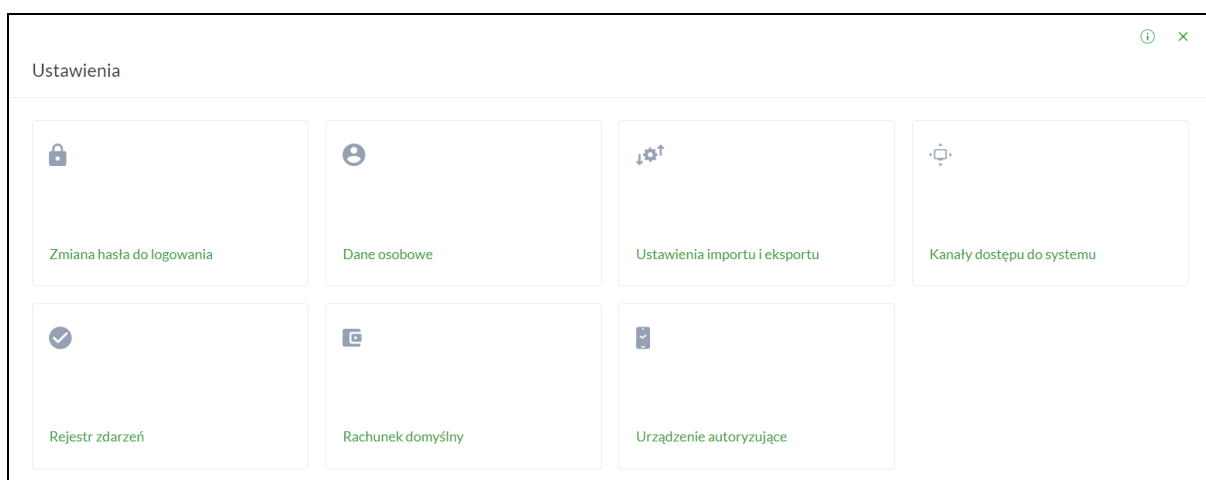 Ustawienia
Zmiana hasła do logowania
Dane osobowe
Ustawienia importu i eksportu
Kanały dostępu do systemu
Rejestr zdarzeń
Rachunek domyślny
Urządzenie autoryzujące